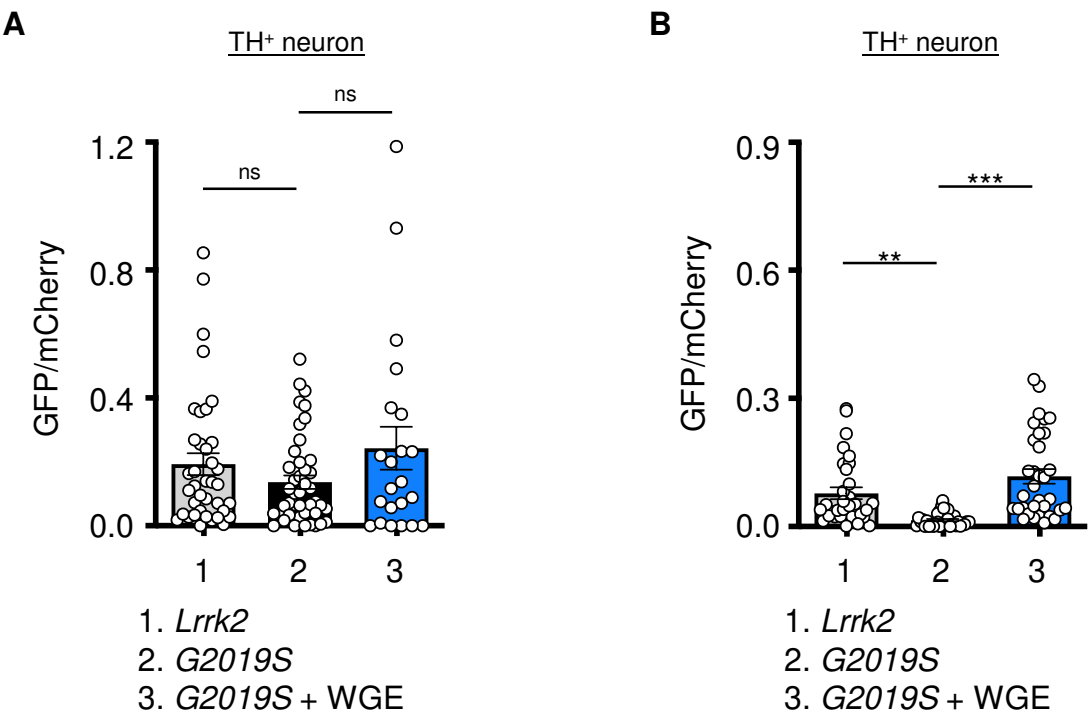 A
TH+ neuron
ns
ns
1.2
0.8
0.4
0.0
GFP/mCherry
1
2
3
1. Lrrk2
2. G2019S
3. G2019S + WGE
B
TH+ neuron
***
**
0.9
0.6
0.3
0.0
GFP/mCherry
1
2
3
1. Lrrk2
2. G2019S
3. G2019S + WGE